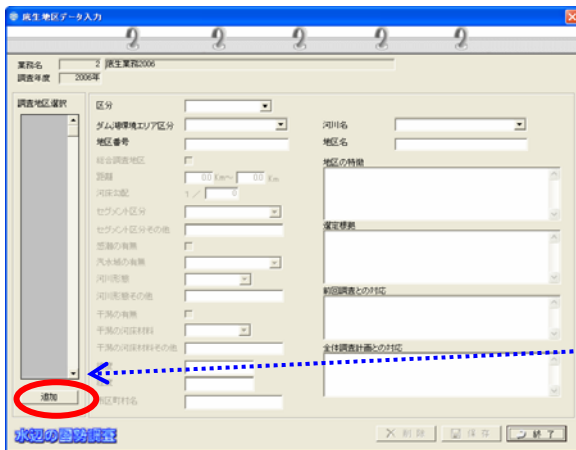 底生地区データ入力
業務名 2 底生業務2006
調査年度 2006年
調査地区選択
追加
区分
ダム湖環境エリア区分
地区番号
総合調査地区
距離 00 Km～ 00 Km
河床勾配 1／ 0
セグメント区分
セグメント区分その他
感潮の有無
汽水域の有無
河川形態
河川形態その他
干潟の有無
干潟の河床材料
干潟の河床材料その他
市区町村名
河川名
地区名
地区の特徴
選定根拠
前回調査との対応
全体調査計画との対応
水辺の国勢調査
削除 保存 終了